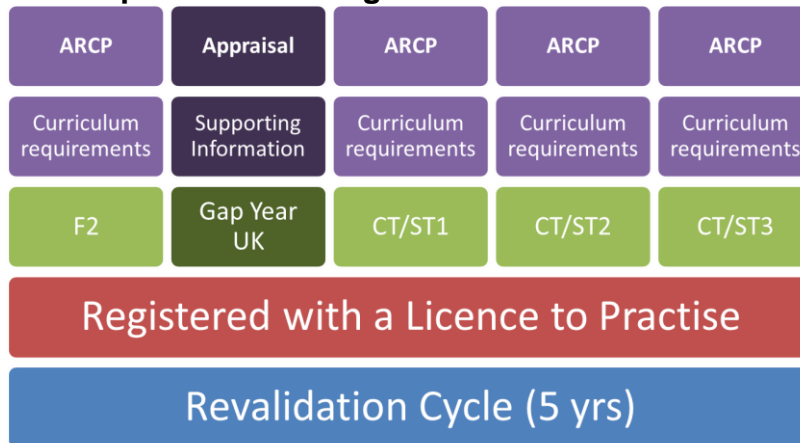 ARCP Appraisal ARCP ARCP ARCP
Curriculum requirements Supporting Information Curriculum requirements Curriculum requirements Curriculum requirements
F2 Gap Year UK CT/ST1 CT/ST2 CT/ST3
Registered with a Licence to Practise
Revalidation Cycle (5 yrs)